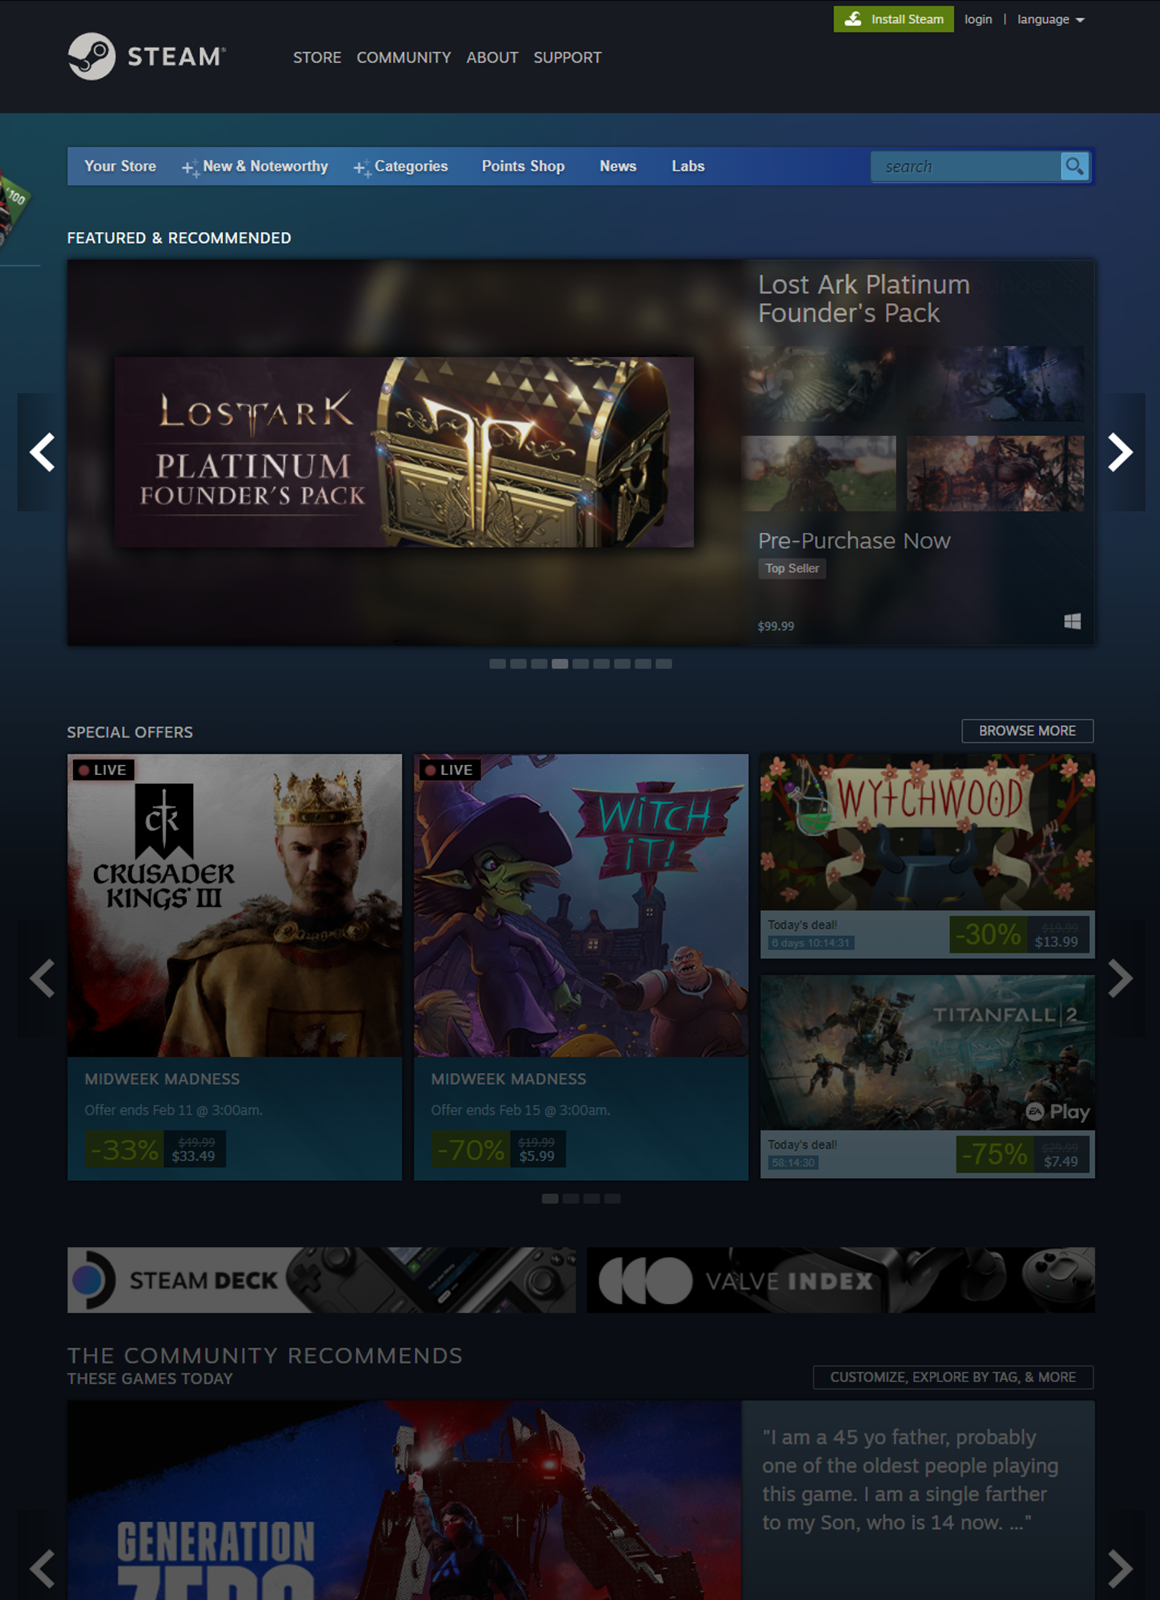 Install Steam
login | language
STEAM®
STORE COMMUNITY ABOUT SUPPORT
'100
Your Store New & Noteworthy Categories Points Shop News Labs
search
FEATURED & RECOMMENDED
LOST ARK
PLATINUM
FOUNDER'S PACK
Lost Ark Platinum
Founder's Pack
Pre-Purchase Now
Top Seller
$99.99
SPECIAL OFFERS
BROWSE MORE
LIVE
CK
CRUSADER
KINGS III
MIDWEEK MADNESS
Offer ends Feb 11 @ 3:00am.
-33% $49.99
$33.49
LIVE
WiTCH
iT!
MIDWEEK MADNESS
Offer ends Feb 15 @ 3:00am.
-70% $19.99
$5.99
WYTCHWOOD
Today's deal!
6 days 10:14:31
-30% $19.99
$13.99
TITANFALL 2
EA Play
Today's deal!
58:14:30
-75% $29.99
$7.49
STEAM DECK
VALVE INDEX
THE COMMUNITY RECOMMENDS
THESE GAMES TODAY
CUSTOMIZE, EXPLORE BY TAG, & MORE
GENERATION
ZERO
"I am a 45 yo father, probably
one of the oldest people playing
this game. I am a single farther
to my Son, who is 14 now. ..."